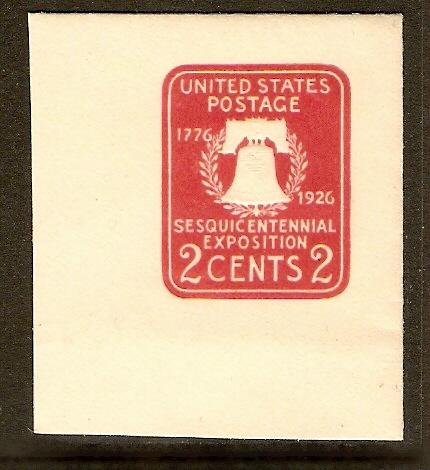 UNITED STATES
POSTAGE
1776
1926
SESQUICENTENNIAL
EXPOSITION
2 CENTS 2